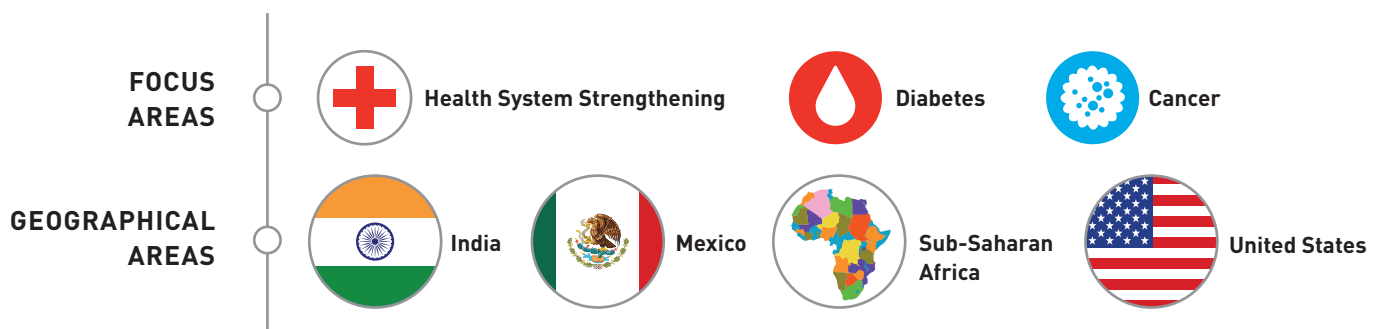 FOCUS
AREAS
Health System Strengthening
Diabetes
Cancer
GEOGRAPHICAL
AREAS
India
Mexico
Sub-Saharan
Africa
United States